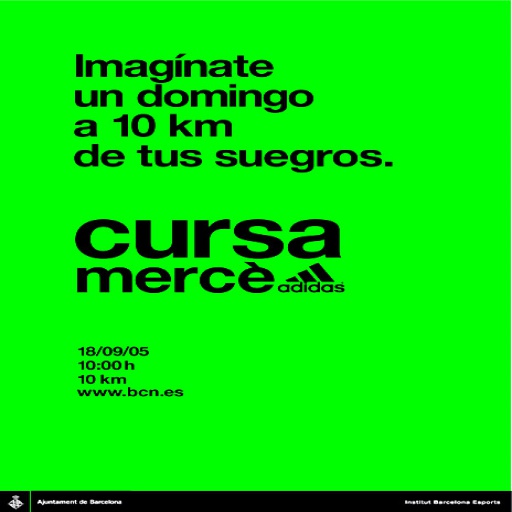 Imagínate
un domingo
a 10 km
de tus suegros.
cursa
mercè
adidas
18/09/05
10:00 h
10 km
www.bcn.es
Ajuntament de Barcelona
Institut Barcelona Esports